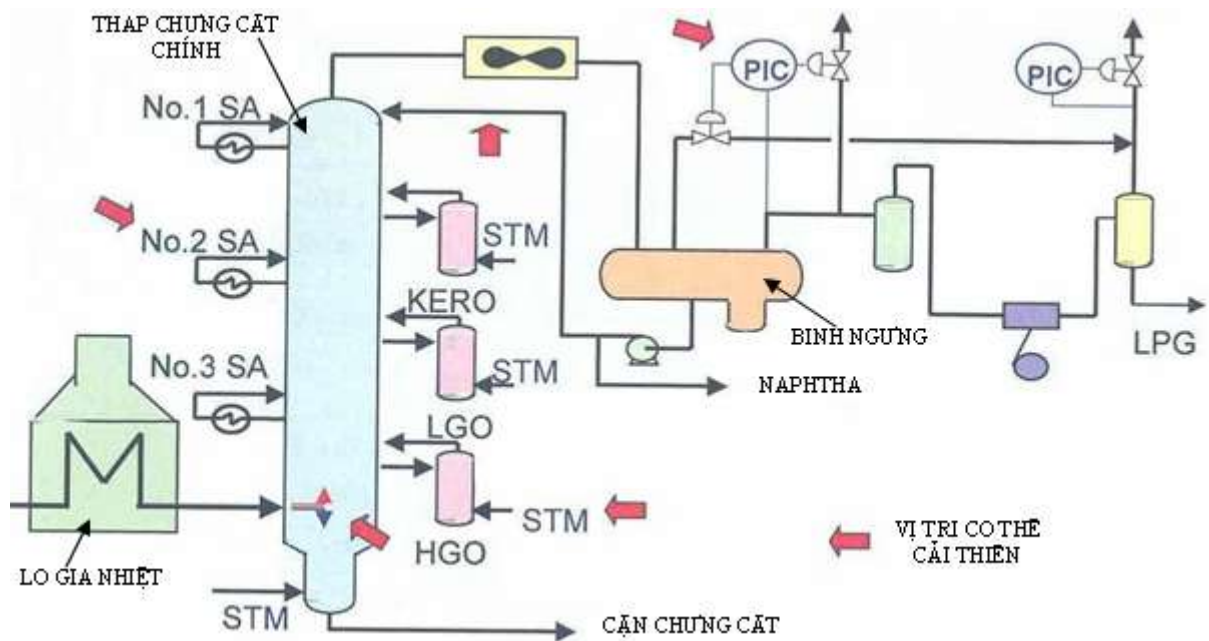 THAP CHƯNG CẤT
CHÍNH
No.1 SA
PIC
PIC
No.2 SA
STM
KERO
BINH NGƯNG
LPG
STM
NAPHTHA
No.3 SA
LGO
STM
HGO
VỊ TRI CO THỂ
CẢI THIỆN
LO GIA NHIỆT
STM
CẶN CHƯNG CẤT